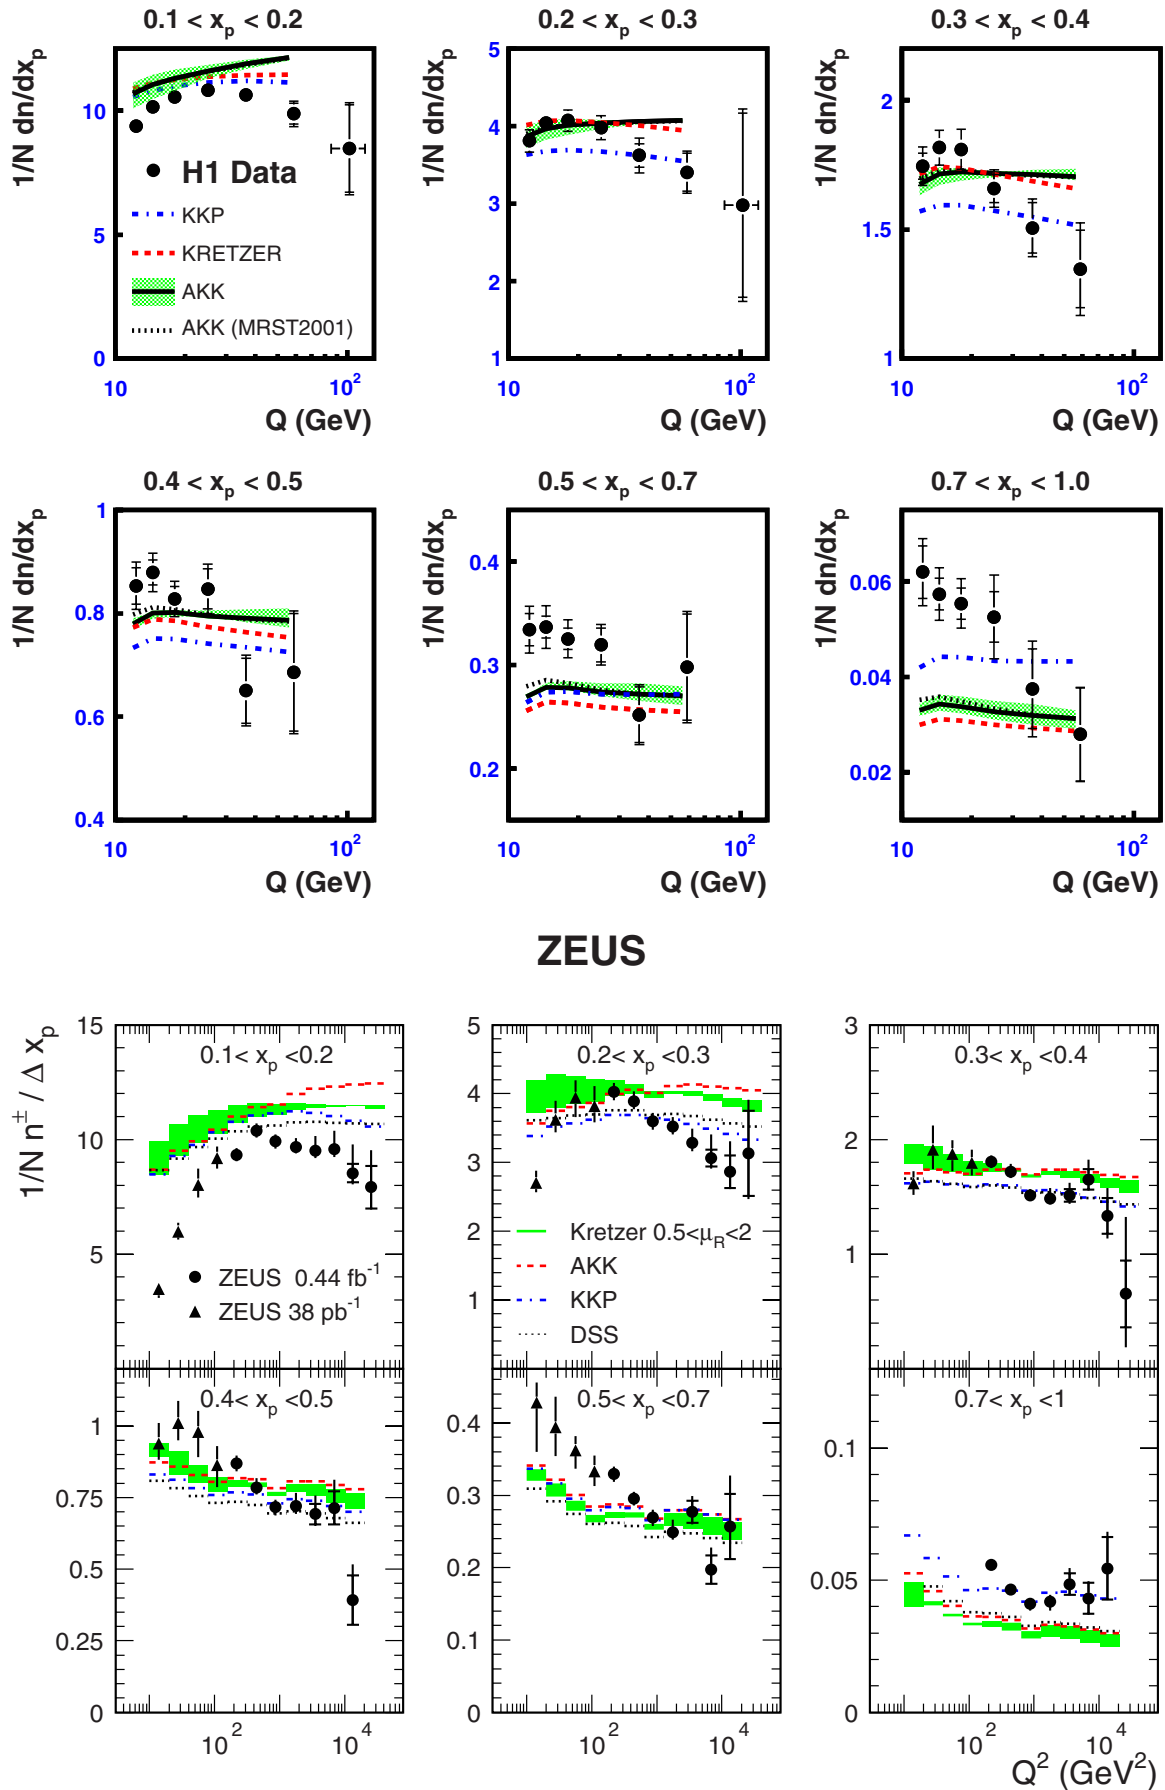 0.1 < x_p < 0.2
0.2 < x_p < 0.3
0.3 < x_p < 0.4
1/N dn/dx_p
10
5
0
H1 Data
KKP
KRETZER
AKK
AKK (MRST2001)
10
10^2
Q (GeV)
1/N dn/dx_p
5
4
3
2
1
10
10^2
Q (GeV)
1/N dn/dx_p
2
1.5
1
10
10^2
Q (GeV)
0.4 < x_p < 0.5
0.5 < x_p < 0.7
0.7 < x_p < 1.0
1/N dn/dx_p
1
0.8
0.6
0.4
10
10^2
Q (GeV)
1/N dn/dx_p
0.4
0.3
0.2
10
10^2
Q (GeV)
1/N dn/dx_p
0.06
0.04
0.02
10
10^2
Q (GeV)
ZEUS
1/N n^± / Δ x_p
15
10
5
0.1< x_p <0.2
ZEUS 0.44 fb^-1
ZEUS 38 pb^-1
5
4
3
2
1
0.2< x_p <0.3
Kretzer 0.5<μ_R<2
AKK
KKP
DSS
3
2
1
0.3< x_p <0.4
1
0.75
0.5
0.25
0
0.4< x_p <0.5
10^2
10^4
0.4
0.3
0.2
0.1
0
0.5< x_p <0.7
10^2
10^4
0.1
0.05
0
0.7< x_p <1
10^2
10^4
Q^2 (GeV^2)